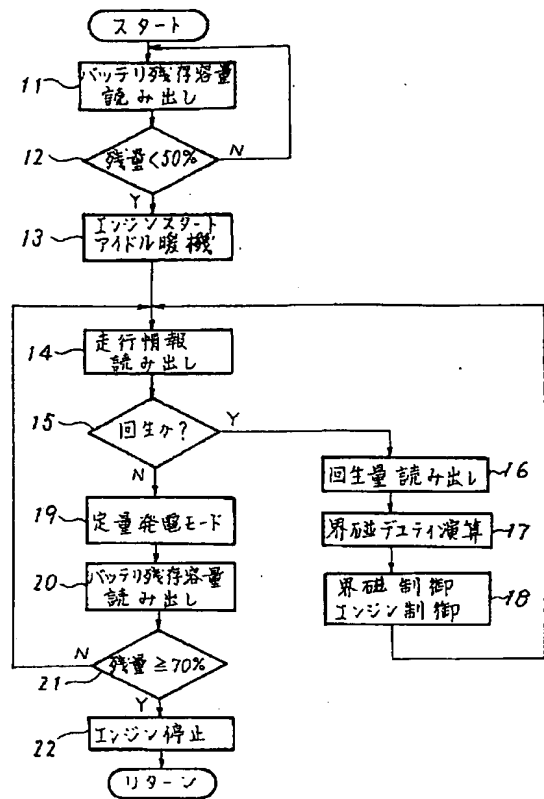 スタート
11
バッテリ残存容量
読み出し
12
残量<50%
N
Y
13
エンジンスタート
アイドル暖機
14
走行情報
読み出し
15
回生か?
Y
N
16
回生量読み出し
19
定量発電モード
17
界磁デューティ演算
20
バッテリ残存容量
読み出し
18
界磁制御
エンジン制御
N
21
残量≧70%
Y
22
エンジン停止
リターン